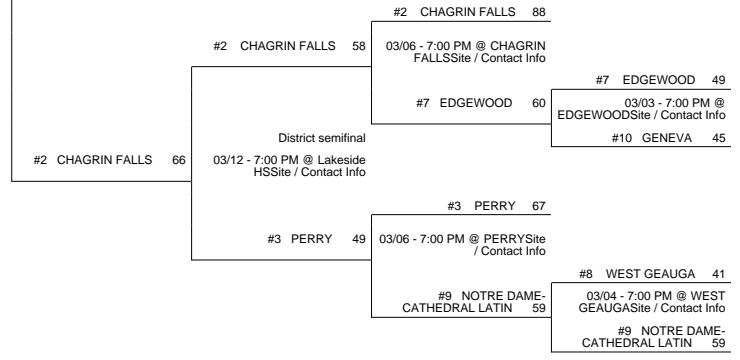 #2 CHAGRIN FALLS 88
#2 CHAGRIN FALLS 58
03/06 - 7:00 PM @ CHAGRIN
FALLSSite / Contact Info
#7 EDGEWOOD 49
#7 EDGEWOOD 60
03/03 - 7:00 PM @
EDGEWOODSite / Contact Info
#10 GENEVA 45
District semifinal
#2 CHAGRIN FALLS 66
03/12 - 7:00 PM @ Lakeside
HSSite / Contact Info
#3 PERRY 67
#3 PERRY 49
03/06 - 7:00 PM @ PERRYSite
/ Contact Info
#8 WEST GEAUGA 41
#9 NOTRE DAME-
CATHEDRAL LATIN 59
03/04 - 7:00 PM @ WEST
GEAUGASite / Contact Info
#9 NOTRE DAME-
CATHEDRAL LATIN 59